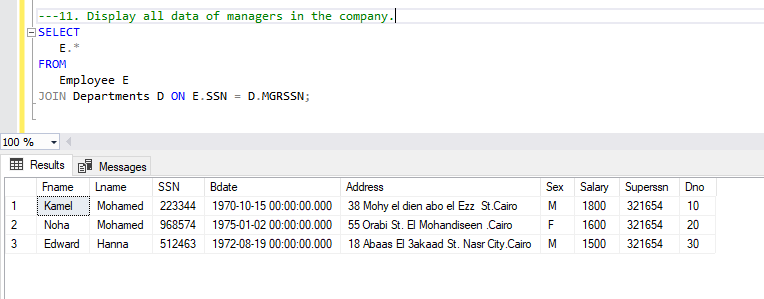 ---11. Display all data of managers in the company.
SELECT
E.*
FROM
Employee E
JOIN Departments D ON E.SSN = D.MGRSSN;
100 %
Results Messages
Fname Lname SSN Bdate Address Sex Salary Superssn Dno
1 Kamel Mohamed 223344 1970-10-15 00:00:00.000 38 Mohy el dien abo el Ezz St.Cairo M 1800 321654 10
2 Noha Mohamed 968574 1975-01-02 00:00:00.000 55 Orabi St. El Mohandiseen .Cairo F 1600 321654 20
3 Edward Hanna 512463 1972-08-19 00:00:00.000 18 Abaas El 3akaad St. Nasr City.Cairo M 1500 321654 30